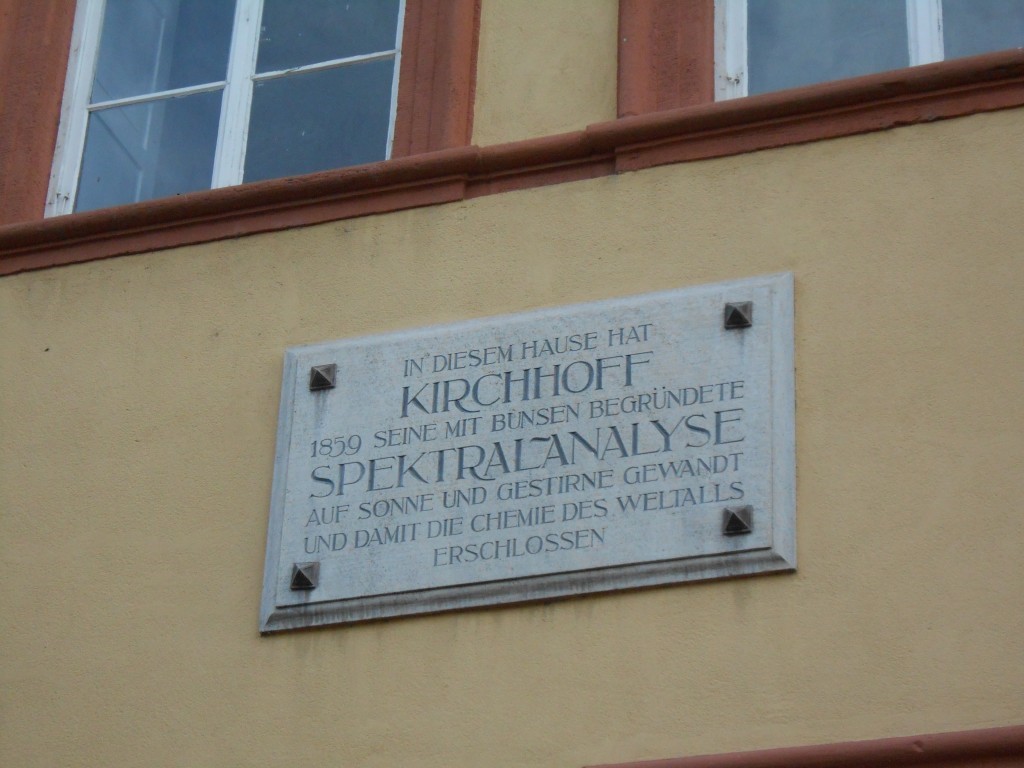 IN DIESEM HAUSE HAT
KIRCHHOFF
1859 SEINE MIT BUNSEN BEGRÜNDETE
SPEKTRALANALYSE
AUF SONNE UND GESTIRNE GEWANDT
UND DAMIT DIE CHEMIE DES WELTALLS
ERSCHLOSSEN